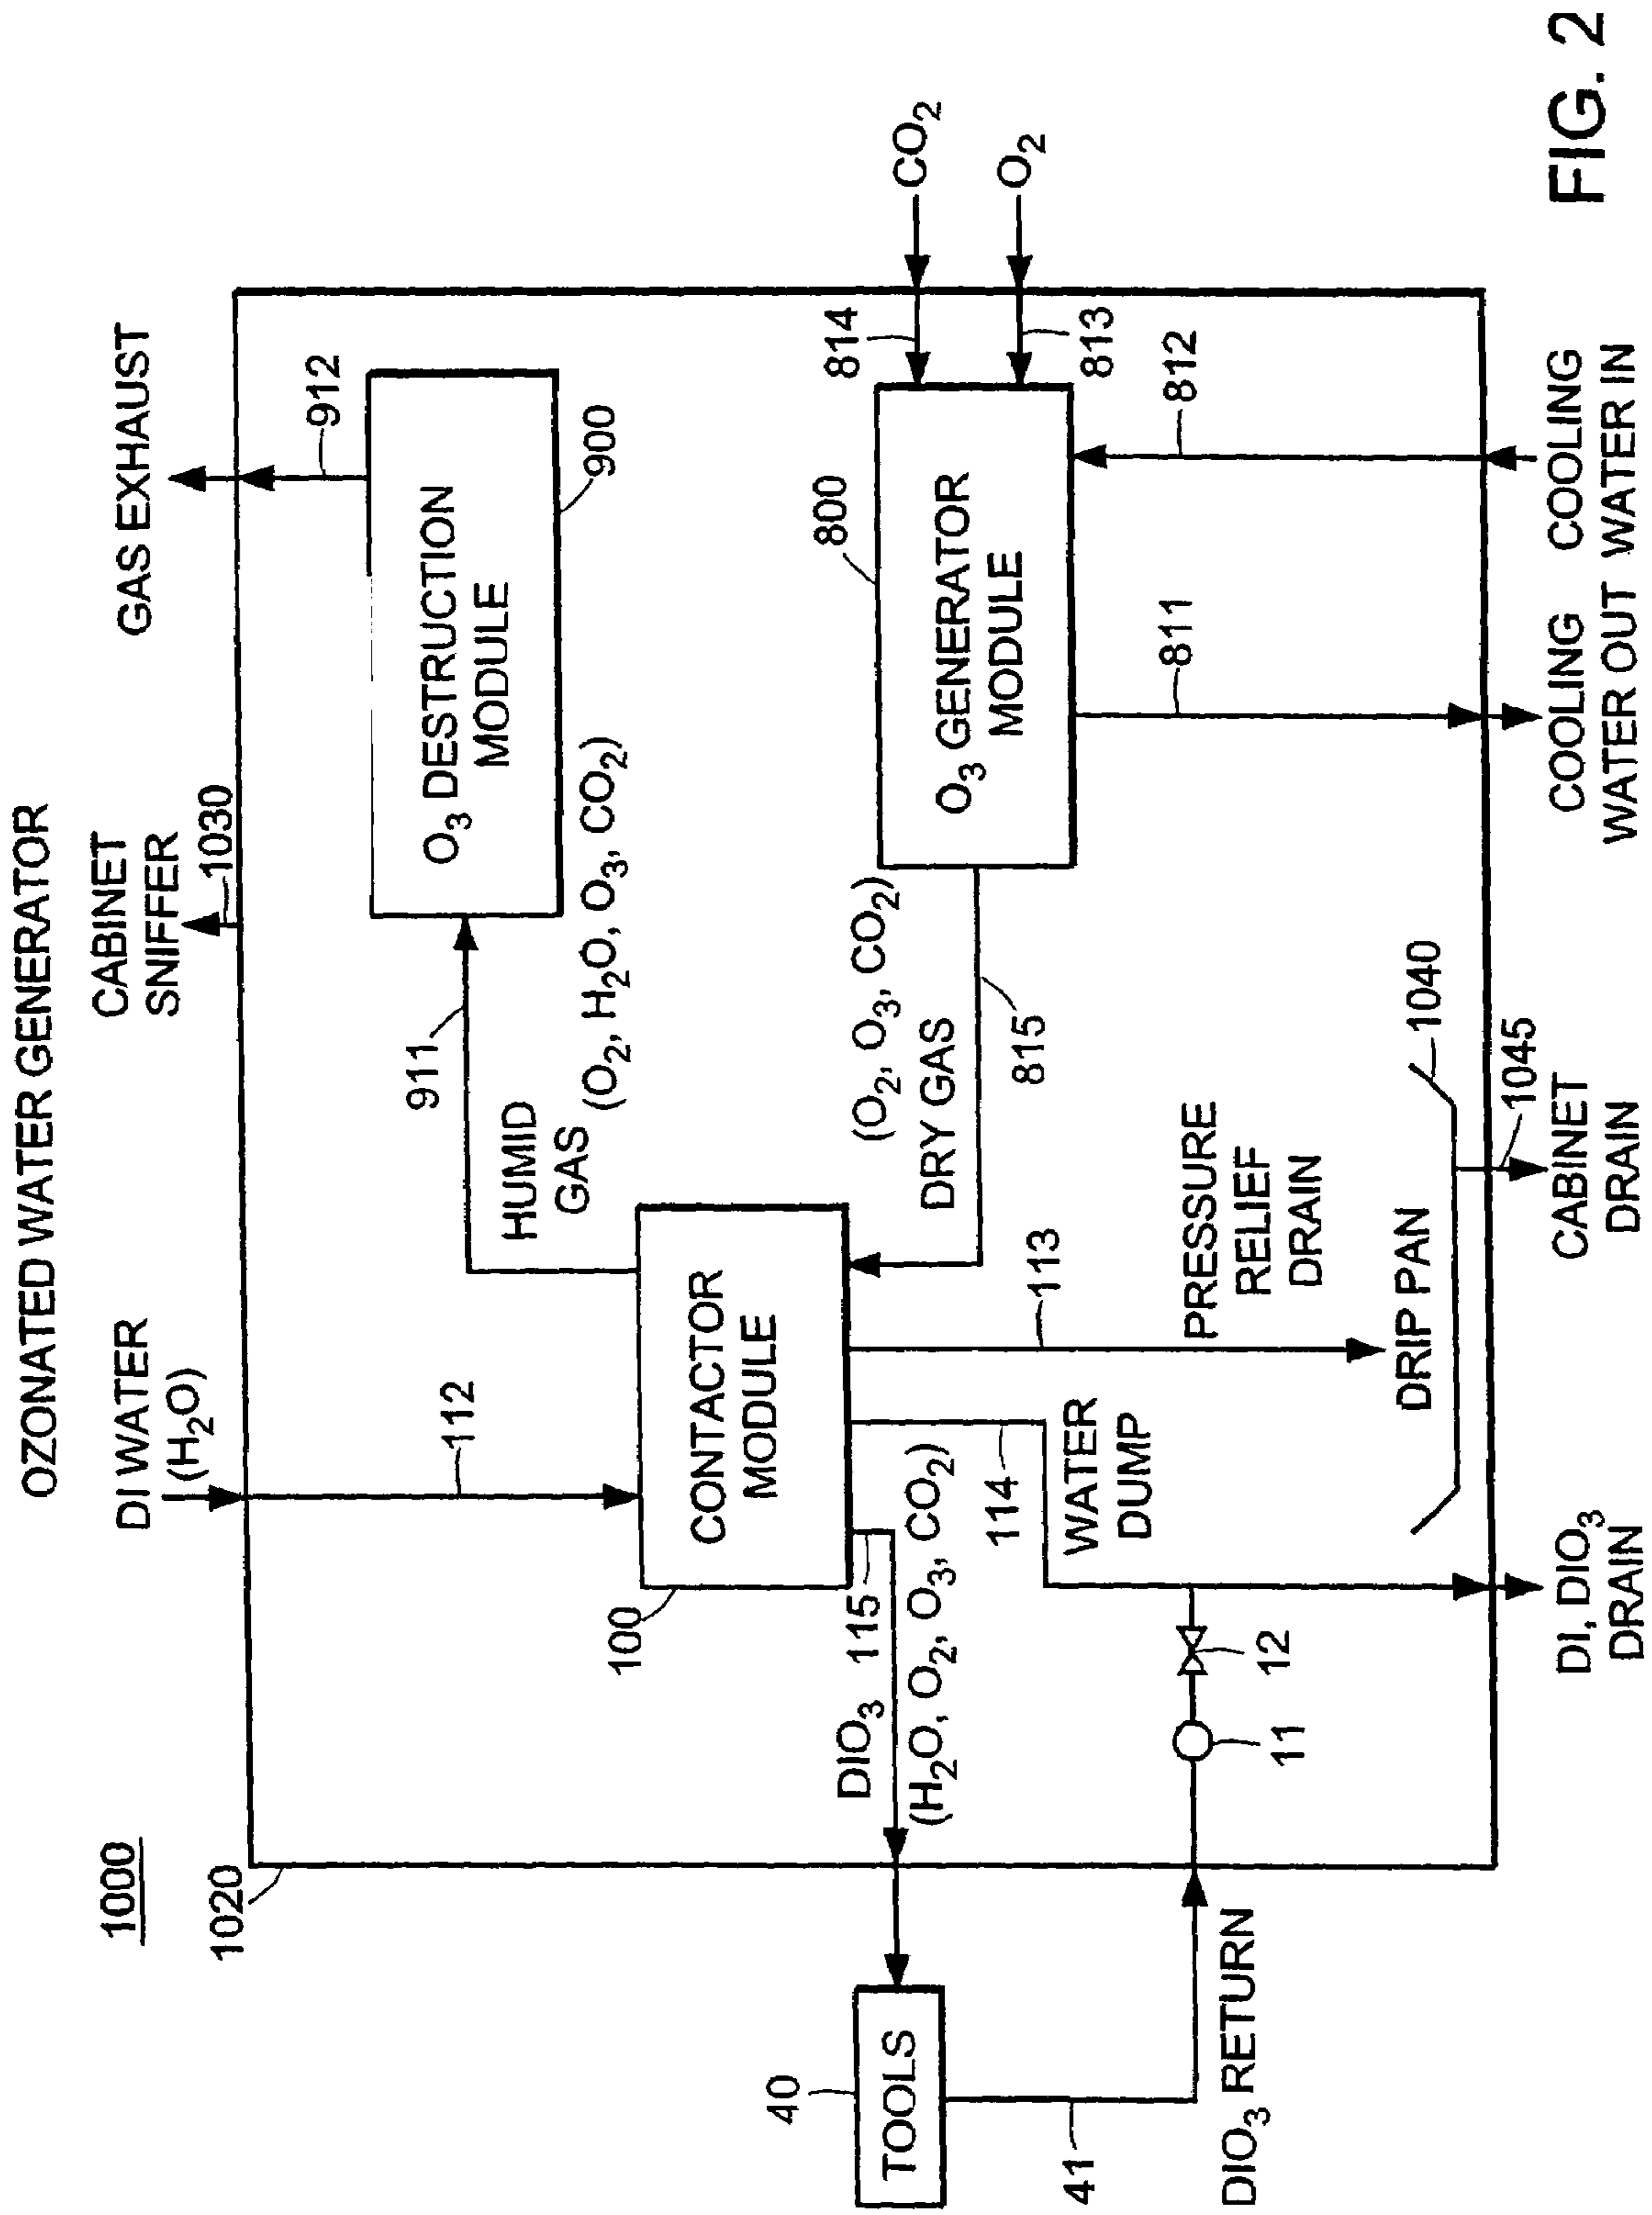 OZONATED WATER GENERATOR
1000
1020
DI WATER
(H₂O)
CABINET
SNIFFER
1030
GAS EXHAUST
912
112
911
HUMID
GAS
(O₂, H₂O, O₃, CO₂)
O₃ DESTRUCTION
MODULE
900
100
CONTACTOR
MODULE
800
O₃ GENERATOR
MODULE
814
CO₂
O₂
813
(O₂, O₃, CO₂)
DRY GAS
815
40
TOOLS
DIO₃
115
(H₂O, O₂, O₃, CO₂)
114
WATER
DUMP
113
PRESSURE
RELIEF
DRAIN
811
812
41
DIO₃ RETURN
11
12
DRIP PAN
1040
1045
DI, DIO₃
DRAIN
CABINET
DRAIN
COOLING
WATER OUT
COOLING
WATER IN
FIG. 2